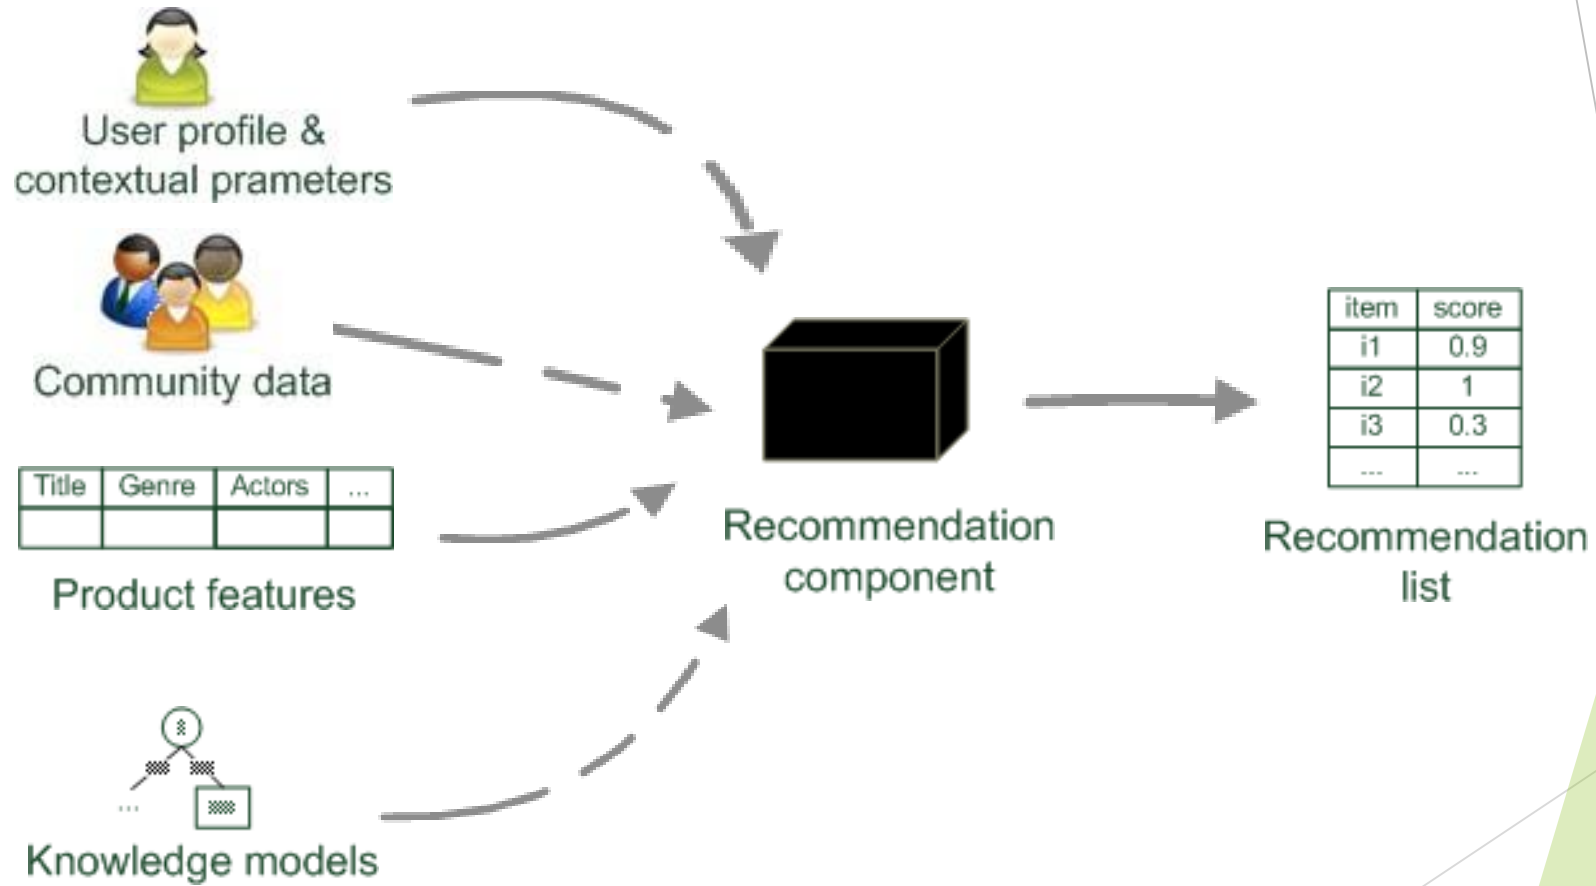 User profile &
contextual prameters
Community data
Title Genre Actors ...
Product features
... 
Knowledge models
Recommendation
component
item score
i1 0.9
i2 1
i3 0.3
... ...
Recommendation
list